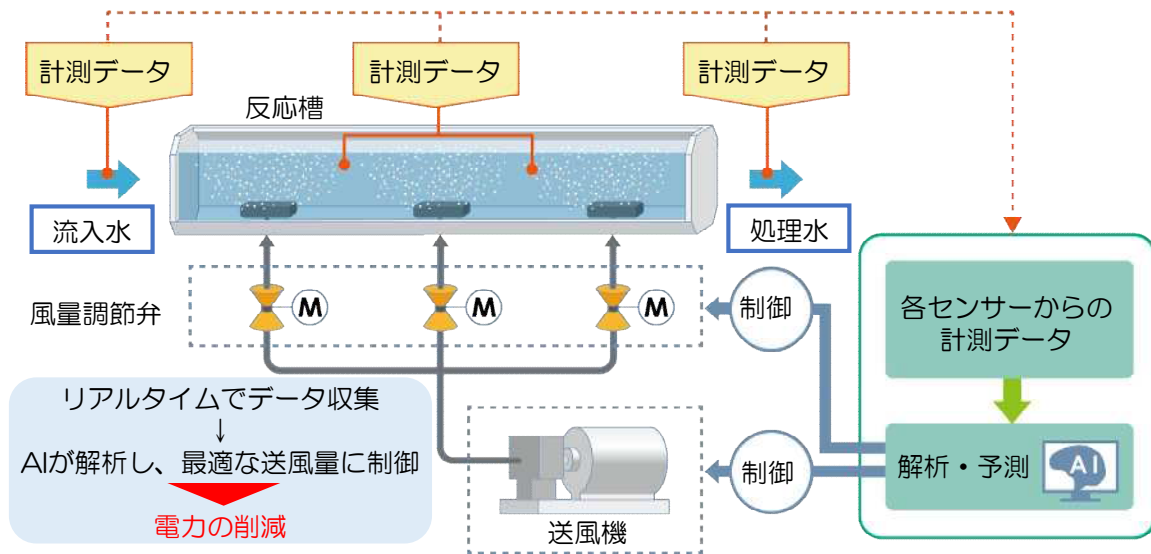 計測データ
計測データ
計測データ
反応槽
流入水
処理水
風量調節弁
M
M
M
制御
各センサーからの
計測データ
リアルタイムでデータ収集
↓
AIが解析し、最適な送風量に制御
電力の削減
制御
解析・予測
AI
送風機